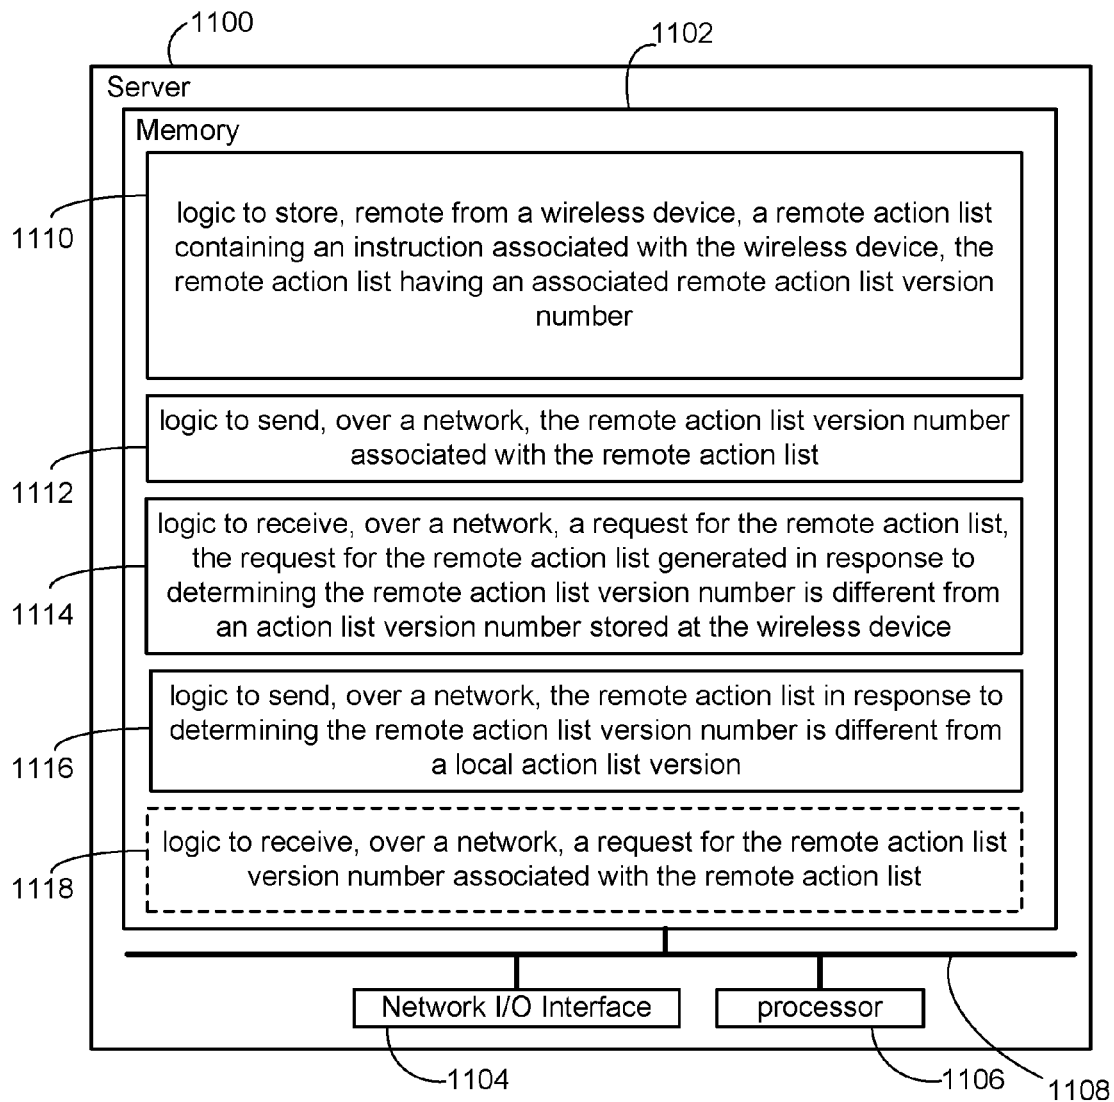 1100
1102
Server
Memory
1110
logic to store, remote from a wireless device, a remote action list
containing an instruction associated with the wireless device, the
remote action list having an associated remote action list version
number
1112
logic to send, over a network, the remote action list version number
associated with the remote action list
1114
logic to receive, over a network, a request for the remote action list,
the request for the remote action list generated in response to
determining the remote action list version number is different from
an action list version number stored at the wireless device
1116
logic to send, over a network, the remote action list in response to
determining the remote action list version number is different from
a local action list version
1118
logic to receive, over a network, a request for the remote action list
version number associated with the remote action list
Network I/O Interface
processor
1104
1106
1108